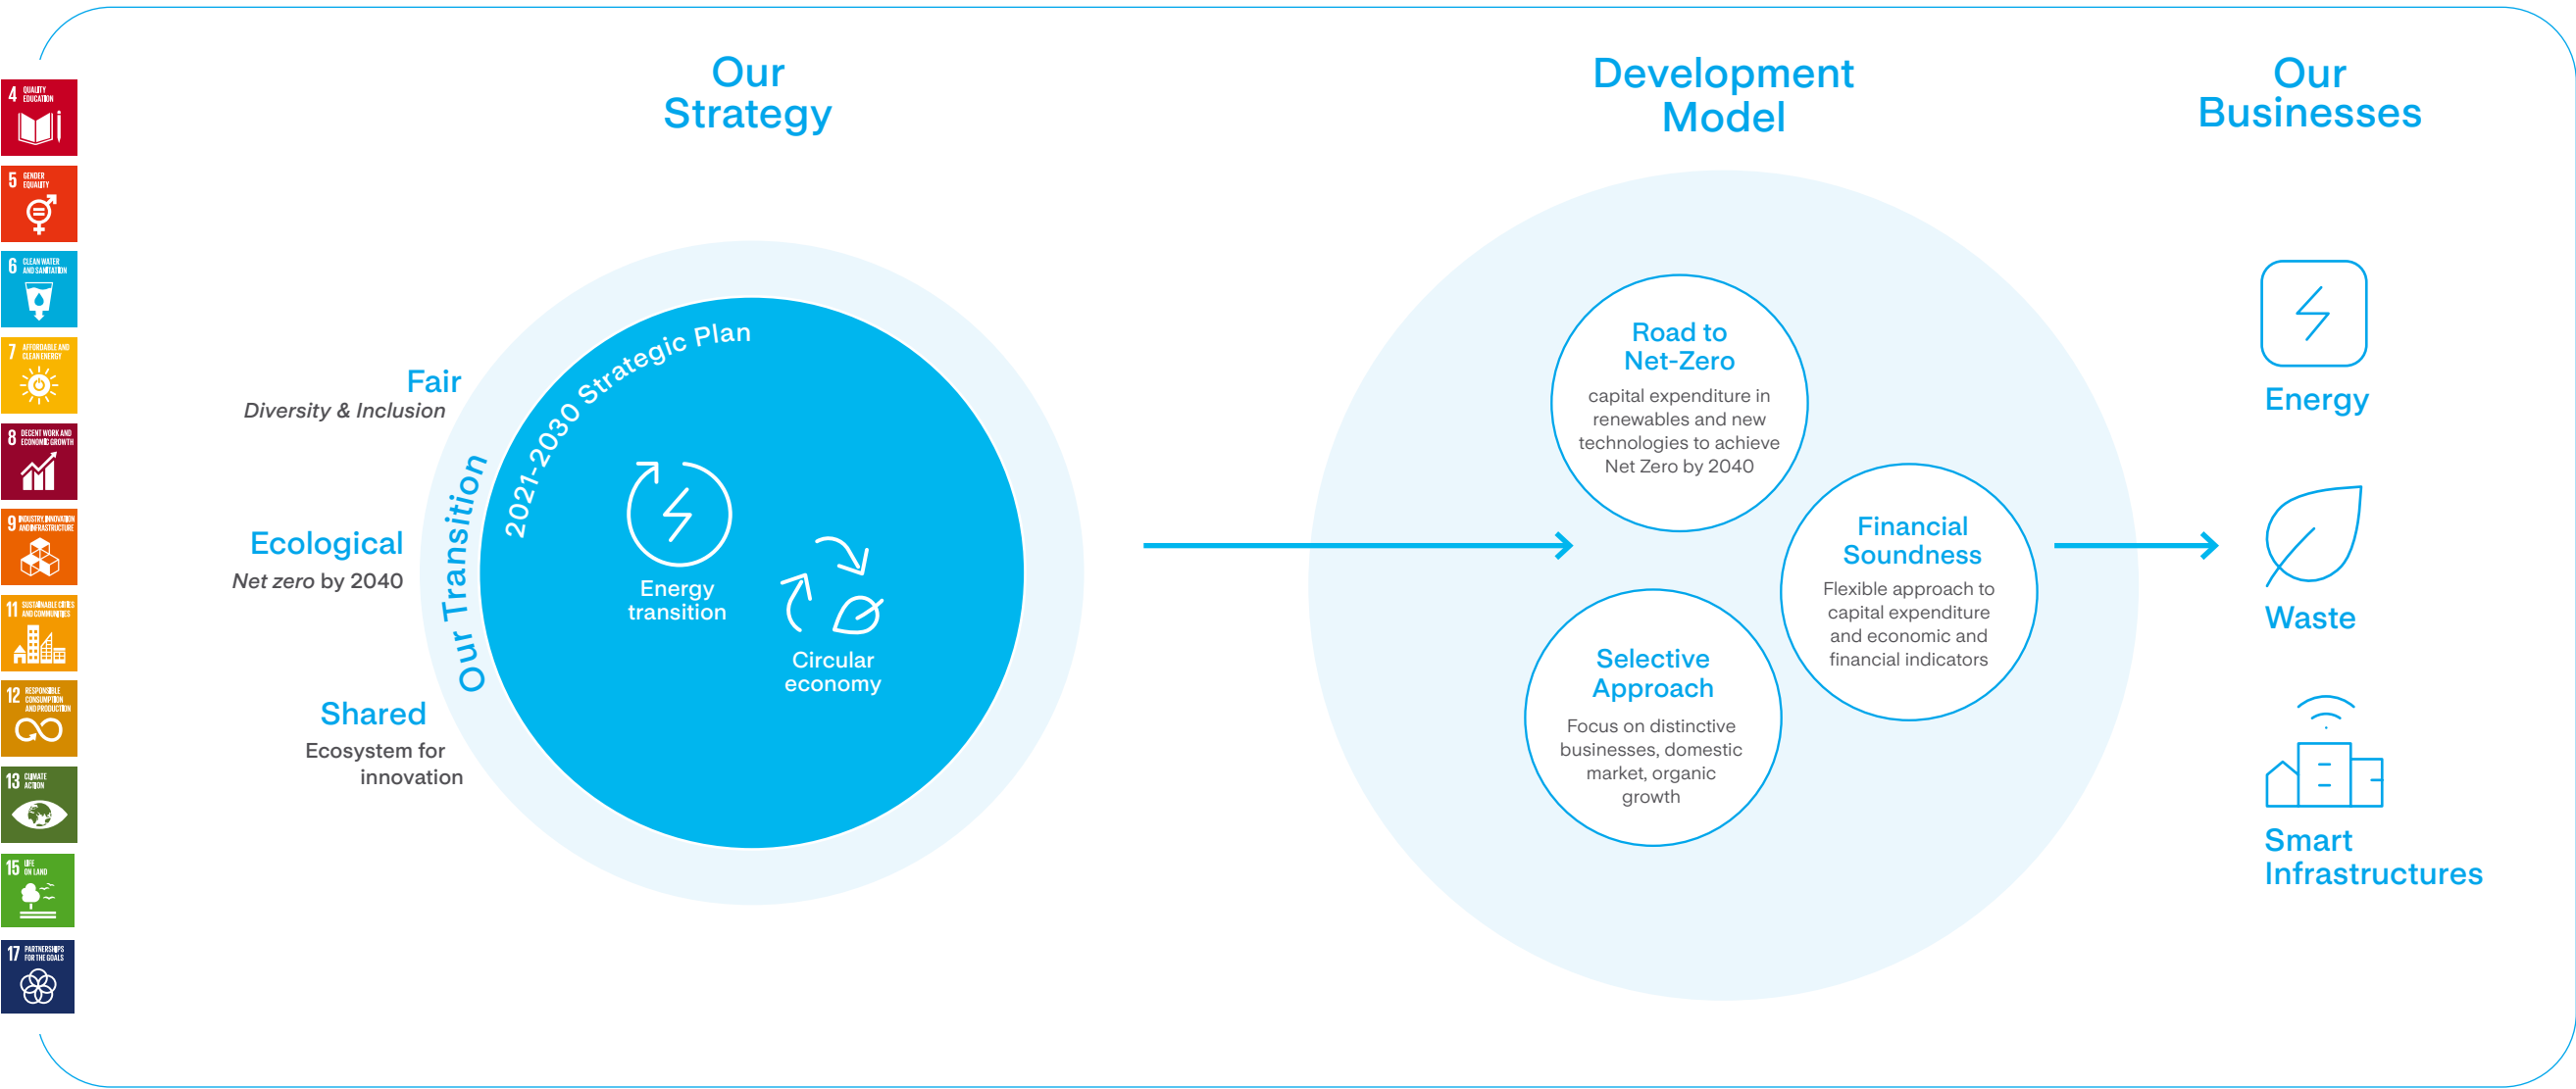 4 QUALITY
EDUCATION
5 GENDER
EQUALITY
6 CLEAN WATER
AND SANITATION
7 AFFORDABLE AND
CLEAN ENERGY
8 DECENT WORK AND
ECONOMIC GROWTH
9 INDUSTRY, INNOVATION
AND INFRASTRUCTURE
11 SUSTAINABLE CITIES
AND COMMUNITIES
12 RESPONSIBLE
CONSUMPTION
AND PRODUCTION
13 CLIMATE
ACTION
15 LIFE
ON LAND
17 PARTNERSHIPS
FOR THE GOALS
Our
Strategy
Fair
Diversity & Inclusion
Ecological
Net zero by 2040
Shared
Ecosystem for
innovation
Our Transition
2021-2030 Strategic Plan
Energy
transition
Circular
economy
Development
Model
Road to
Net-Zero
capital expenditure in
renewables and new
technologies to achieve
Net Zero by 2040
Financial
Soundness
Flexible approach to
capital expenditure
and economic and
financial indicators
Selective
Approach
Focus on distinctive
businesses, domestic
market, organic
growth
Our
Businesses
Energy
Waste
Smart
Infrastructures